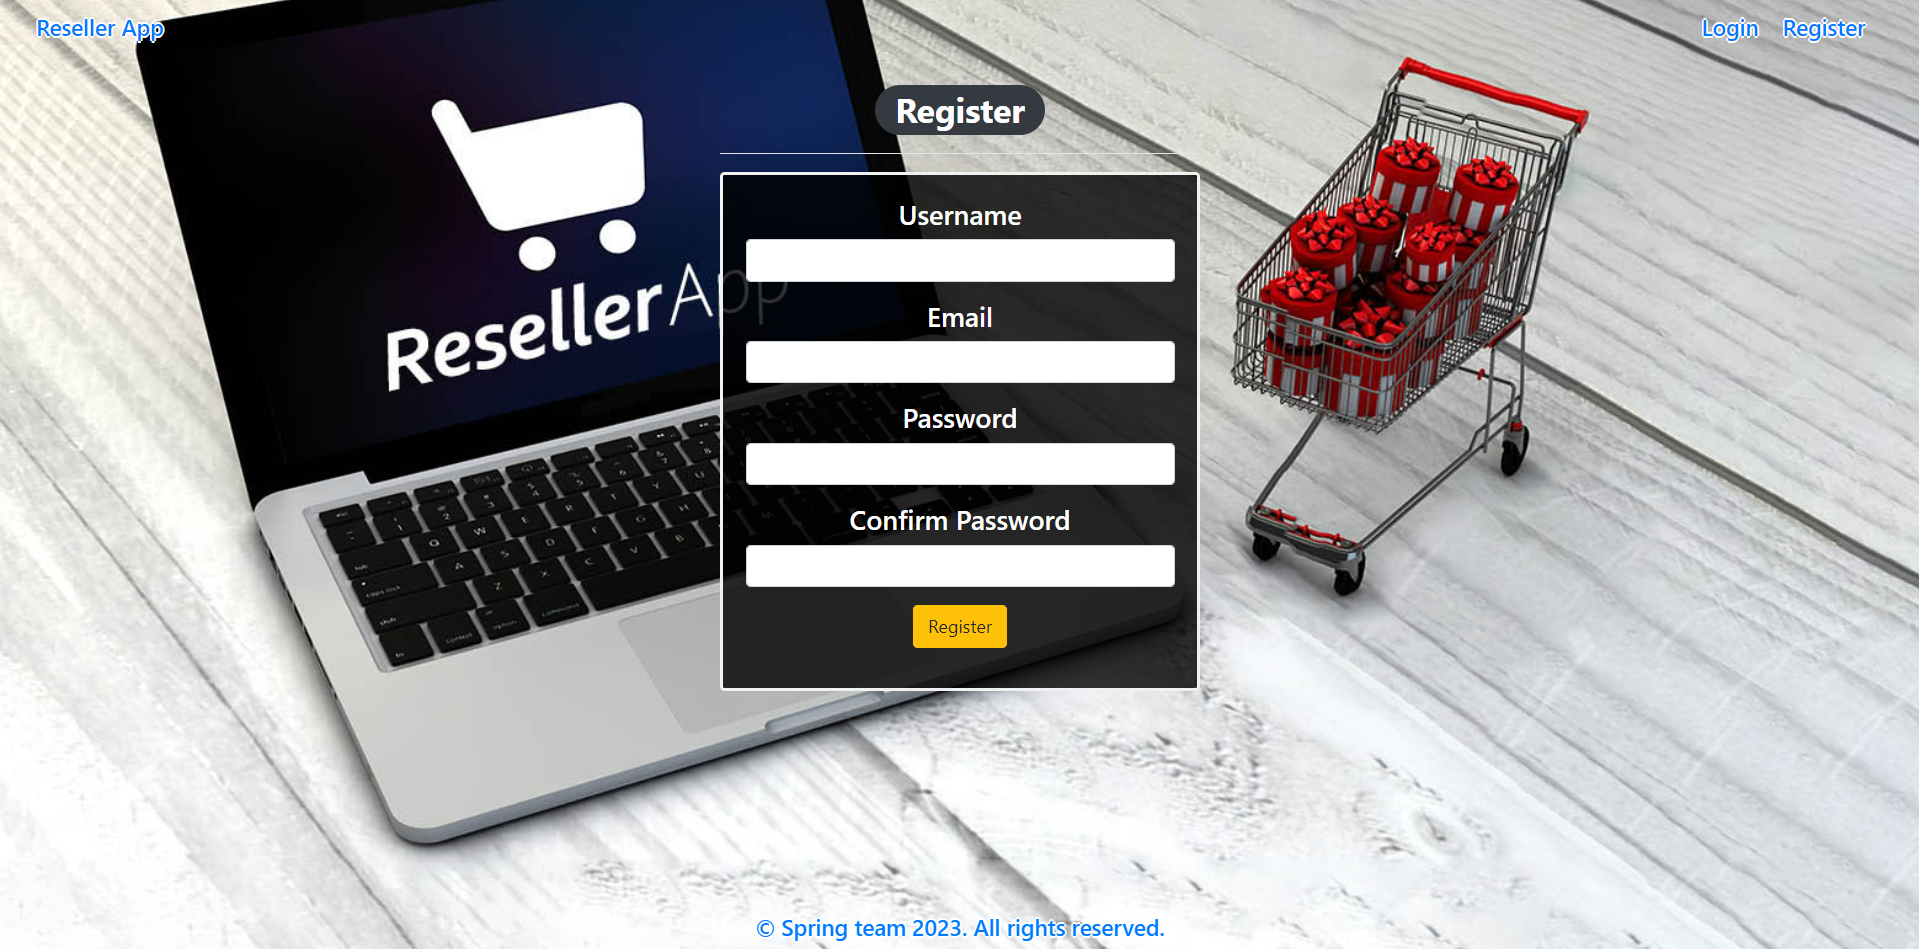 Reseller App
Login Register
Register
ResellerApp
Username
Email
Password
Confirm Password
Register
© Spring team 2023. All rights reserved.